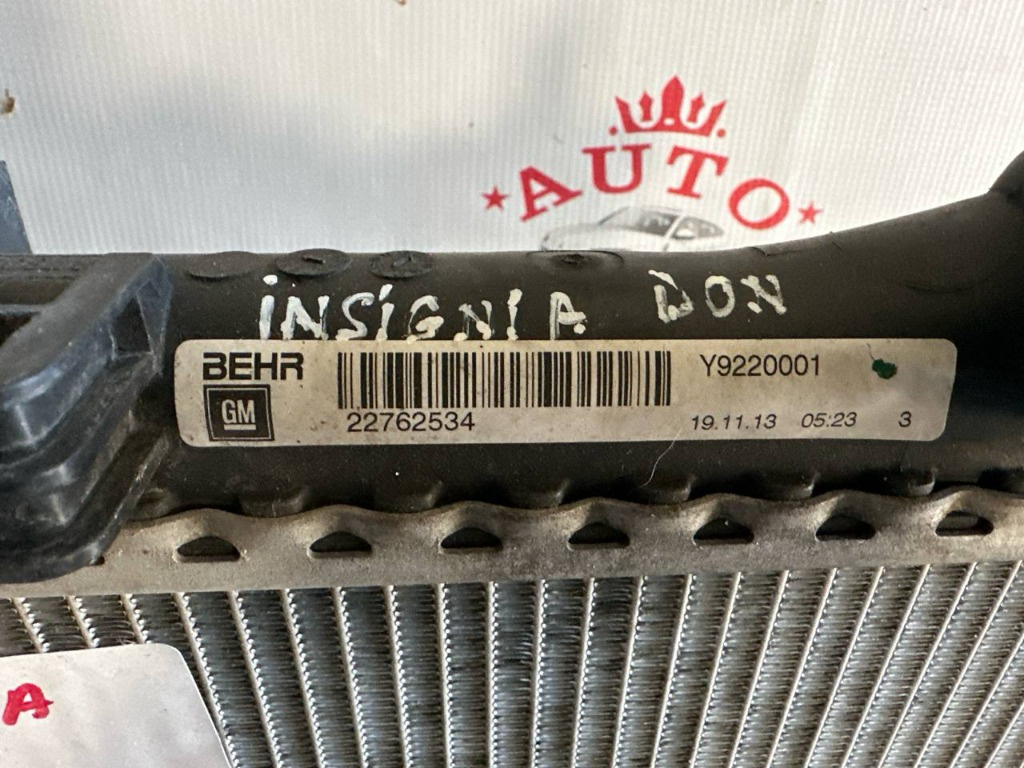 AUTO
INSIGNIA DON
BEHR
Y9220001
GM
22762534
19.11.13 05:23 3
A